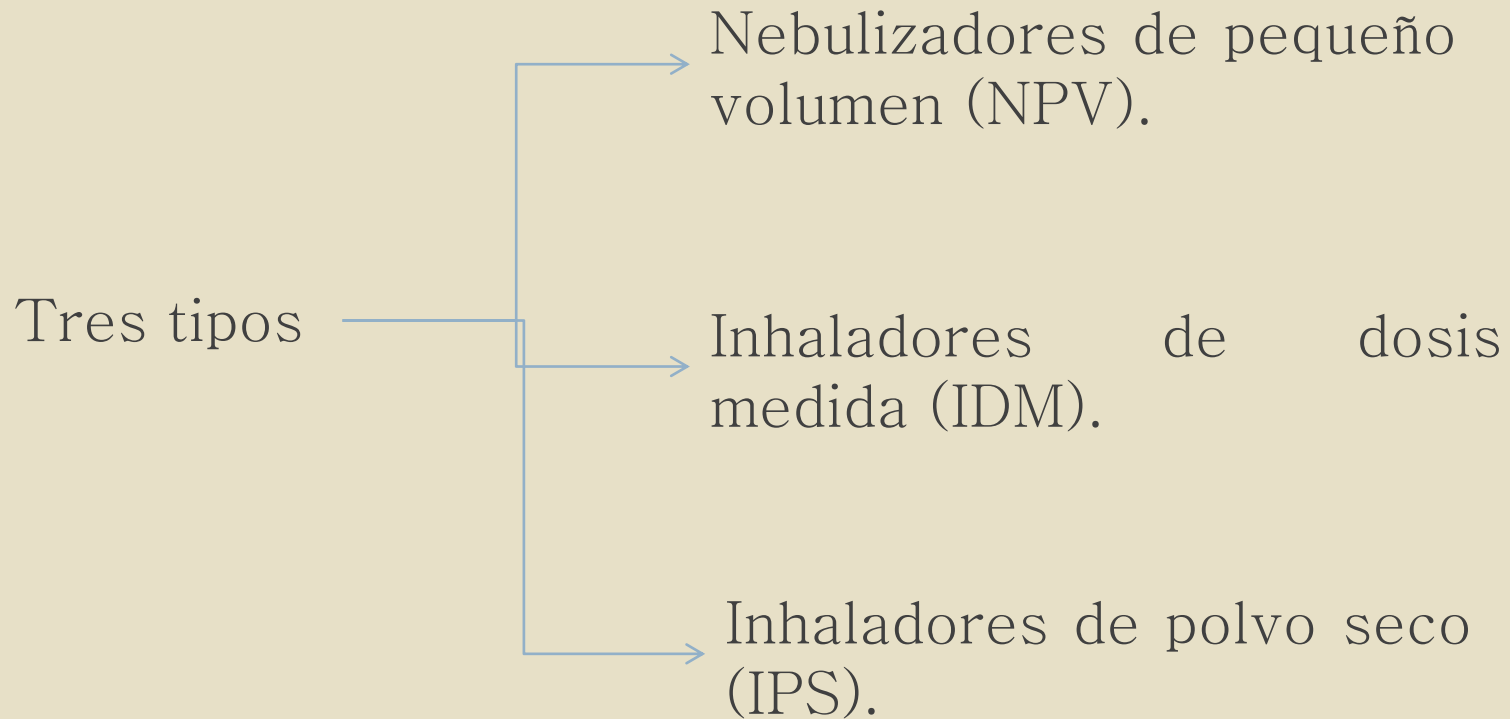 Nebulizadores de pequeño
volumen (NPV).
Tres tipos
Inhaladores de dosis
medida (IDM).
Inhaladores de polvo seco
(IPS).